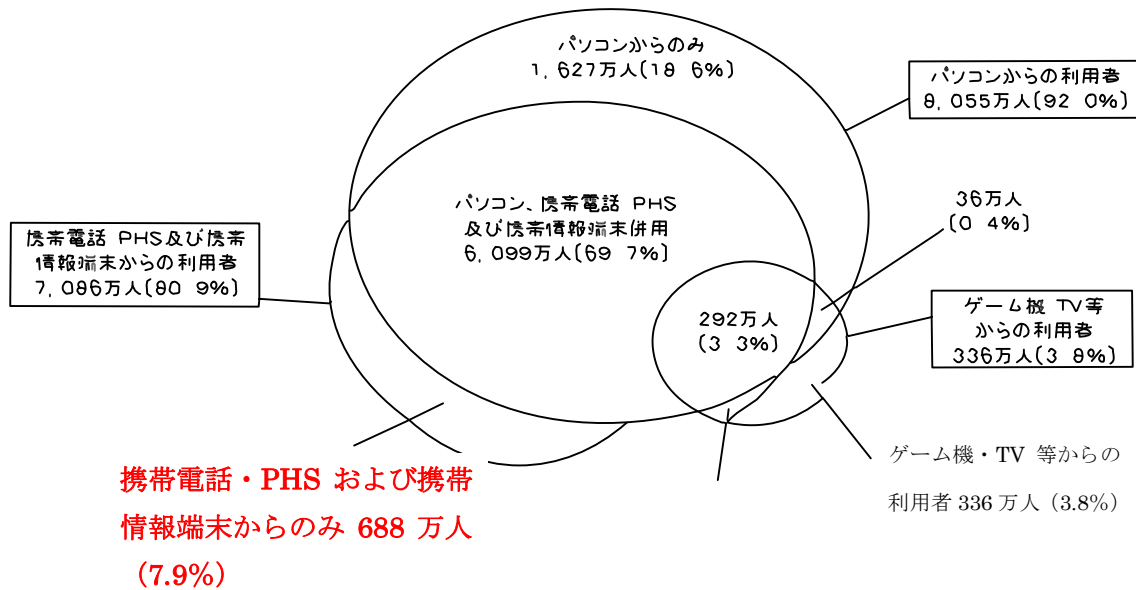 パソコンからのみ
1,627万人(18 6%)
パソコンからの利用者
8,055万人(92 0%)
36万人
(0 4%)
パソコン、携帯電話 PHS
及び携帯情報端末併用
6,099万人(69 7%)
携帯電話 PHS及び携帯
情報端末からの利用者
7,086万人(80 9%)
292万人
(3 3%)
ゲーム機 TV等
からの利用者
336万人(3 8%)
ゲーム機・TV 等からの
利用者 336 万人（3.8%）
携帯電話・PHS および携帯
情報端末からのみ 688 万人
（7.9%）